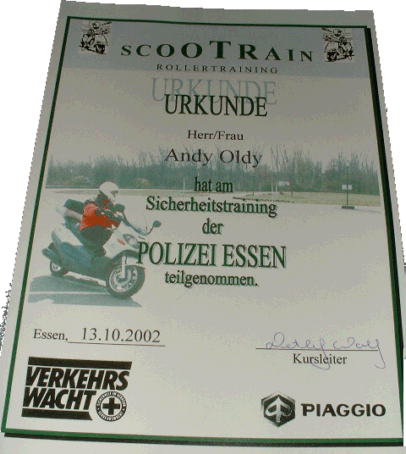 SCOOTRAIN
ROLLERTRAINING
URKUNDE
URKUNDE
Herr/Frau
Andy Oldy
hat am
Sicherheitstraining
der
POLIZEI ESSEN
teilgenommen.
Essen, 13.10.2002
Kursleiter
VERKEHRS
WACHT
PIAGGIO